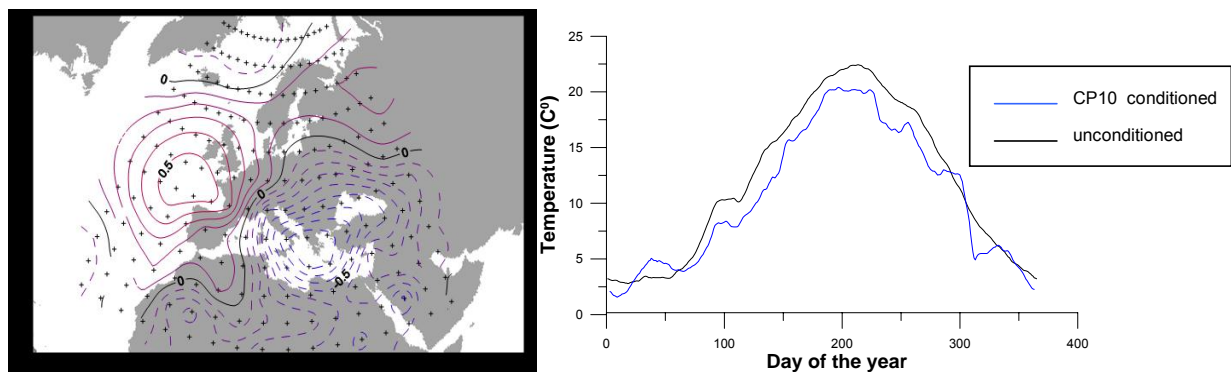 0
0.5
0
0
-0.5
Temperature (C⁰)
25
20
15
10
5
0
0 100 200 300 400
Day of the year
CP10 conditioned
unconditioned